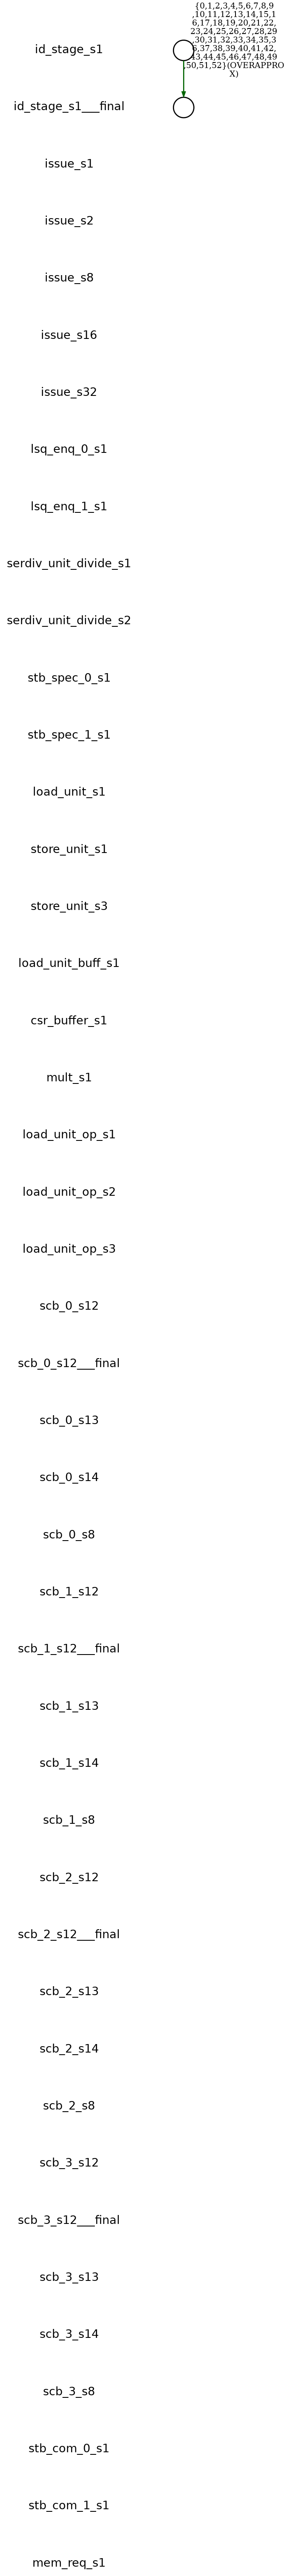 {0,1,2,3,4,5,6,7,8,9
,10,11,12,13,14,15,1
6,17,18,19,20,21,22,
23,24,25,26,27,28,29
,30,31,32,33,34,35,3
6,37,38,39,40,41,42,
43,44,45,46,47,48,49
,50,51,52}(OVERAPPRO
X)
id_stage_s1
id_stage_s1___final
issue_s1
issue_s2
issue_s8
issue_s16
issue_s32
lsq_enq_0_s1
lsq_enq_1_s1
serdiv_unit_divide_s1
serdiv_unit_divide_s2
stb_spec_0_s1
stb_spec_1_s1
load_unit_s1
store_unit_s1
store_unit_s3
load_unit_buff_s1
csr_buffer_s1
mult_s1
load_unit_op_s1
load_unit_op_s2
load_unit_op_s3
scb_0_s12
scb_0_s12___final
scb_0_s13
scb_0_s14
scb_0_s8
scb_1_s12
scb_1_s12___final
scb_1_s13
scb_1_s14
scb_1_s8
scb_2_s12
scb_2_s12___final
scb_2_s13
scb_2_s14
scb_2_s8
scb_3_s12
scb_3_s12___final
scb_3_s13
scb_3_s14
scb_3_s8
stb_com_0_s1
stb_com_1_s1
mem_req_s1